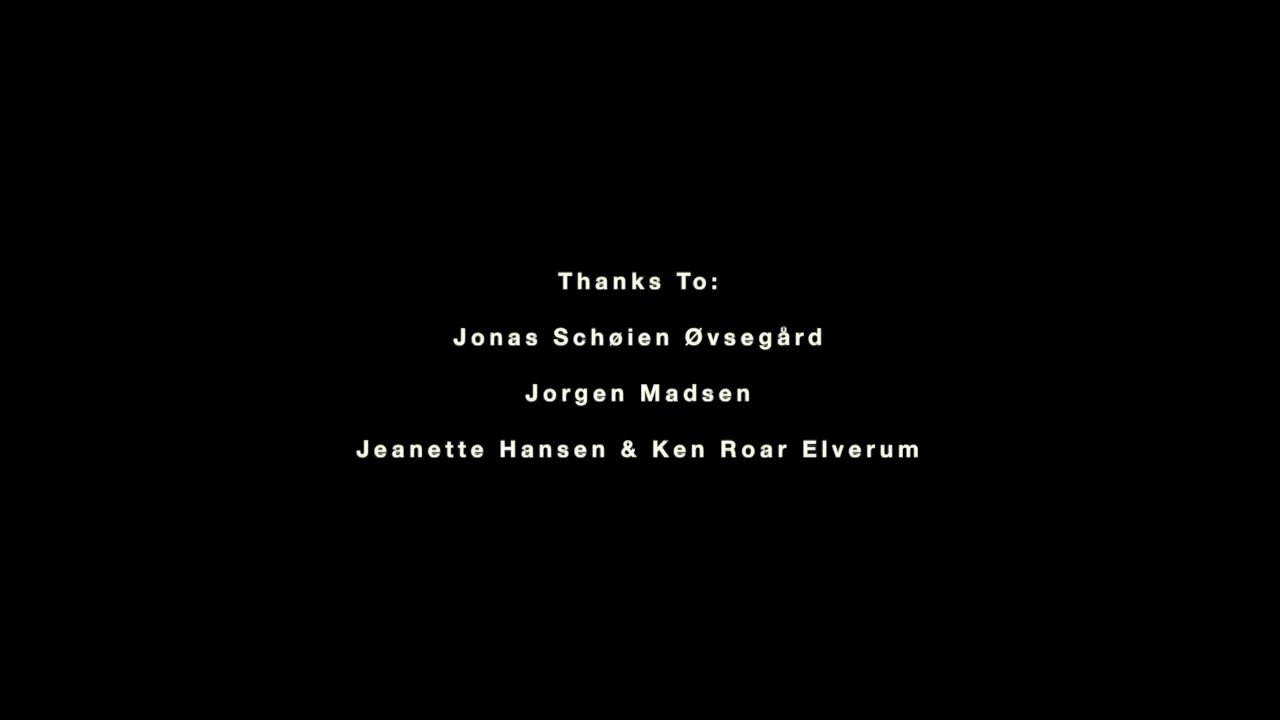 Thanks To:
Jonas Schøien Øvsegård
Jorgen Madsen
Jeanette Hansen & Ken Roar Elverum